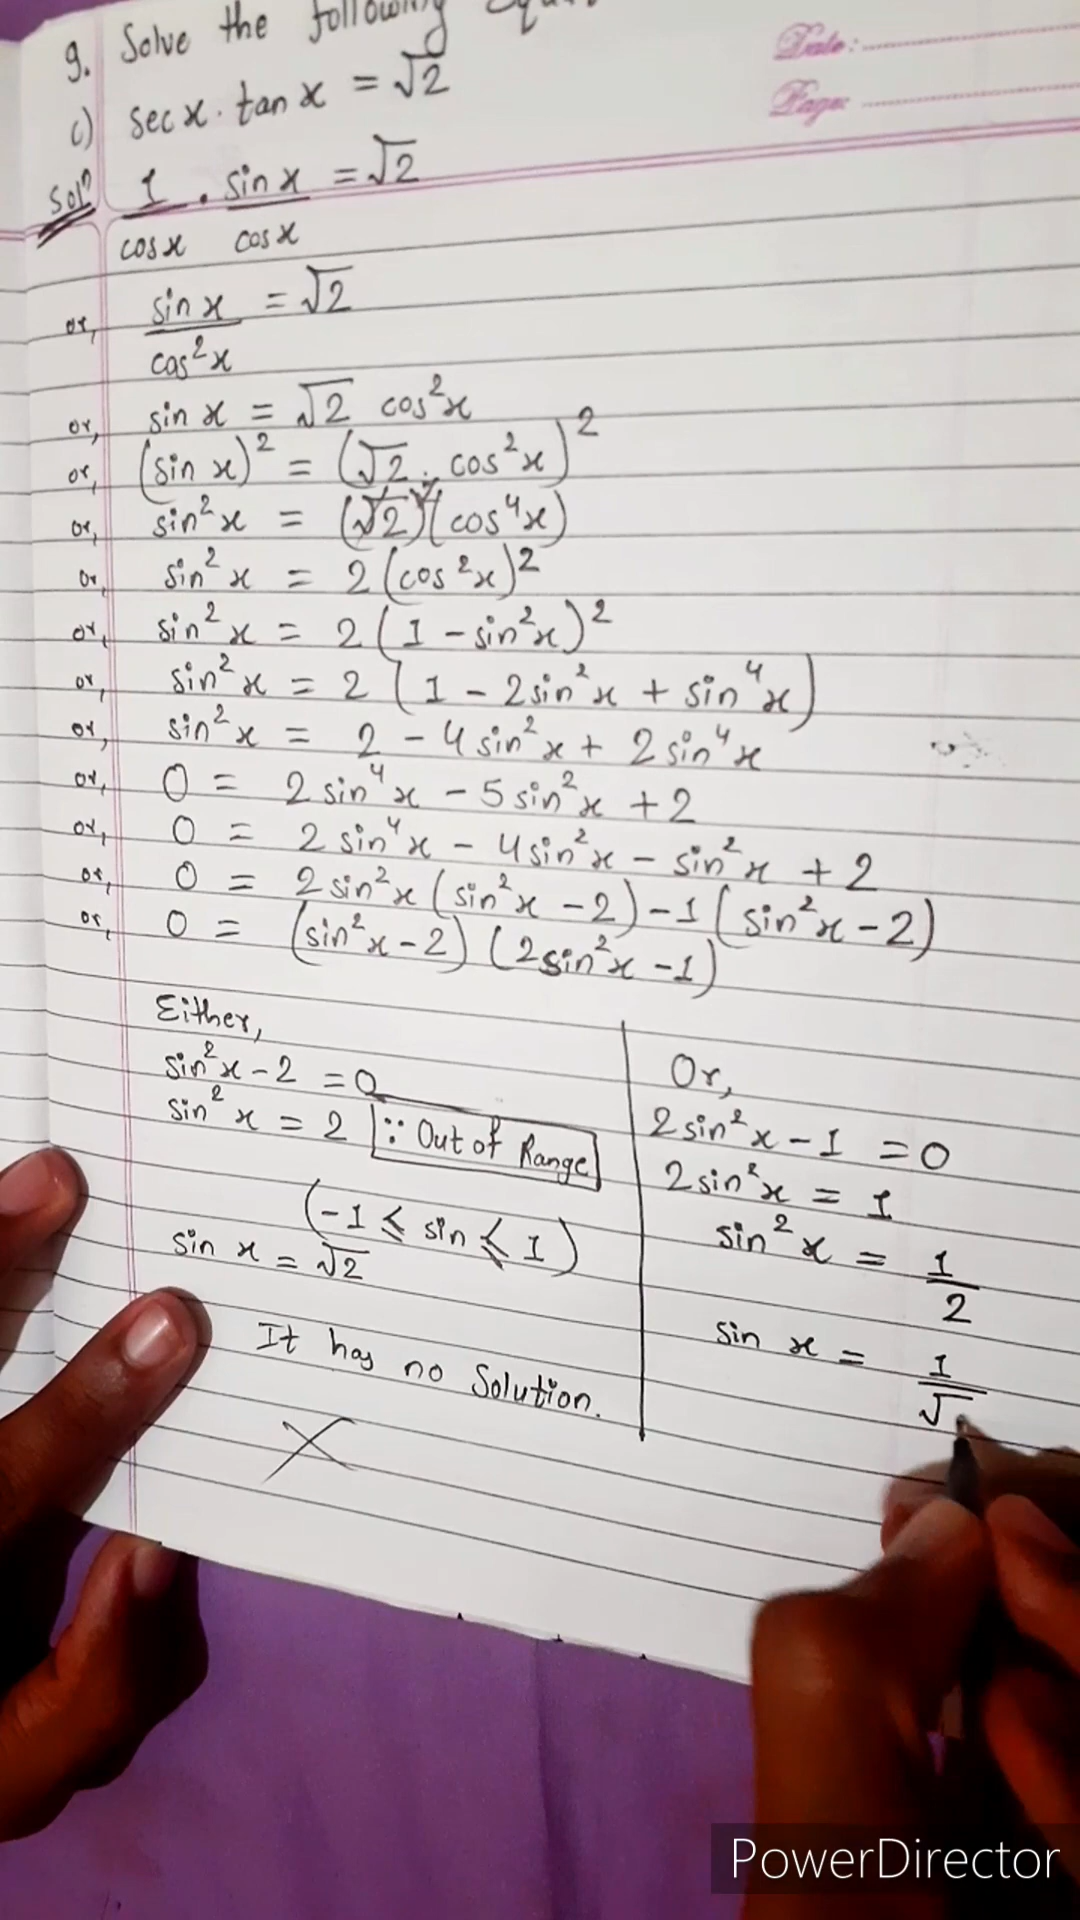 9. Solve the following
Date:
c) sec x . tan x = √2
Page:
Solⁿ 1/cos x . sin x/cos x = √2
or, sin x/cos²x = √2
or, sin x = √2 cos²x
or, (sin x)² = (√2 . cos²x)²
or, sin²x = (√2)² (cos⁴x)
or, sin²x = 2 (cos²x)²
or, sin²x = 2 (1 - sin²x)²
or, sin²x = 2 (1 - 2sin²x + sin⁴x)
or, sin²x = 2 - 4sin²x + 2sin⁴x
or, 0 = 2sin⁴x - 5sin²x + 2
or, 0 = 2sin⁴x - 4sin²x - sin²x + 2
or, 0 = 2sin²x (sin²x - 2) - 1 (sin²x - 2)
or, 0 = (sin²x - 2) (2sin²x - 1)
Either,
sin²x - 2 = 0
sin²x = 2 ∵ Out of Range
(-1 ≤ sin ≤ 1)
sin x = √2
It has no Solution.
Or,
2sin²x - 1 = 0
2sin²x = 1
sin²x = 1/2
sin x = 1/√
PowerDirector